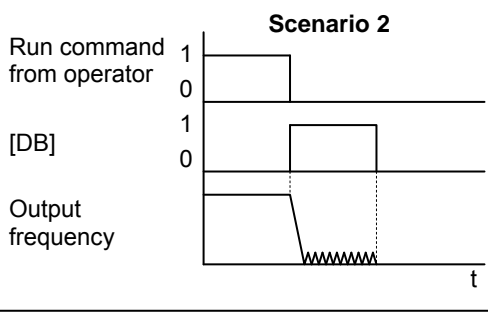 Scenario 2
Run command
from operator
1
0
[DB]
1
0
Output
frequency
t